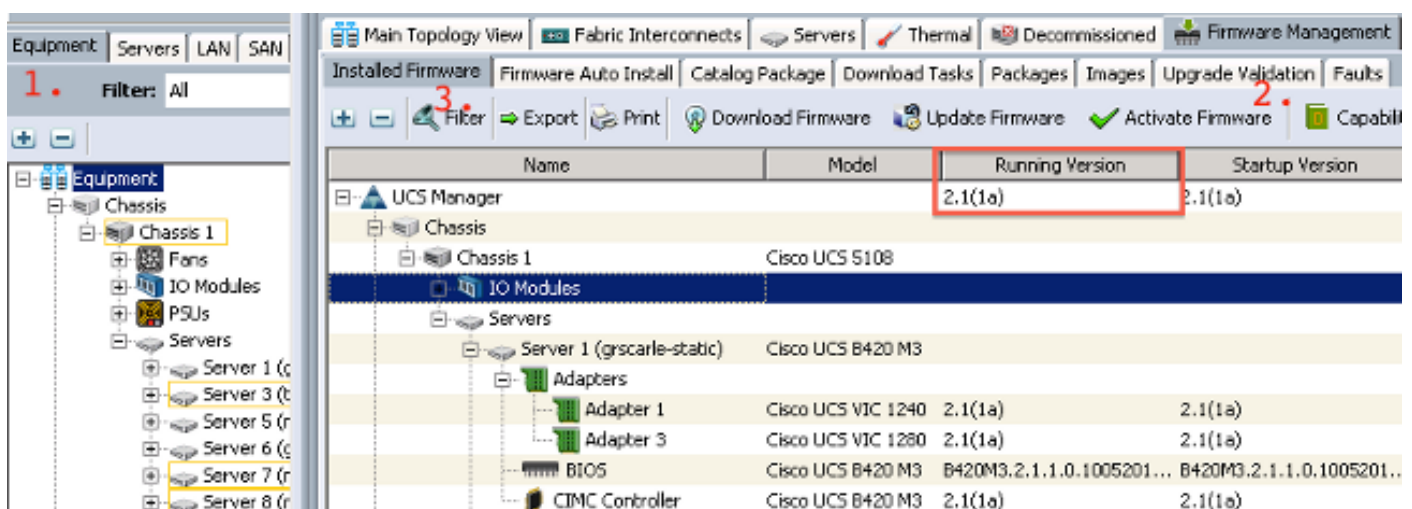 Equipment Servers LAN SAN
1.
Filter: All
Equipment
Chassis
Chassis 1
Fans
IO Modules
PSUs
Servers
Server 1 (
Server 3 (
Server 5 (
Server 6 (
Server 7 (
Server 8 (
Main Topology View Fabric Interconnects Servers Thermal Decommissioned Firmware Management
Installed Firmware Firmware Auto Install Catalog Package Download Tasks Packages Images Upgrade Validation Faults
3. 2.
Filter Export Print Download Firmware Update Firmware Activate Firmware Capabili
Name Model Running Version Startup Version
UCS Manager 2.1(1a) 2.1(1a)
Chassis
Chassis 1 Cisco UCS 5108
IO Modules
Servers
Server 1 (grscarle-static) Cisco UCS B420 M3
Adapters
Adapter 1 Cisco UCS VIC 1240 2.1(1a) 2.1(1a)
Adapter 3 Cisco UCS VIC 1280 2.1(1a) 2.1(1a)
BIOS Cisco UCS B420 M3 B420M3.2.1.1.0.1005201... B420M3.2.1.1.0.1005201...
CIMC Controller Cisco UCS B420 M3 2.1(1a) 2.1(1a)